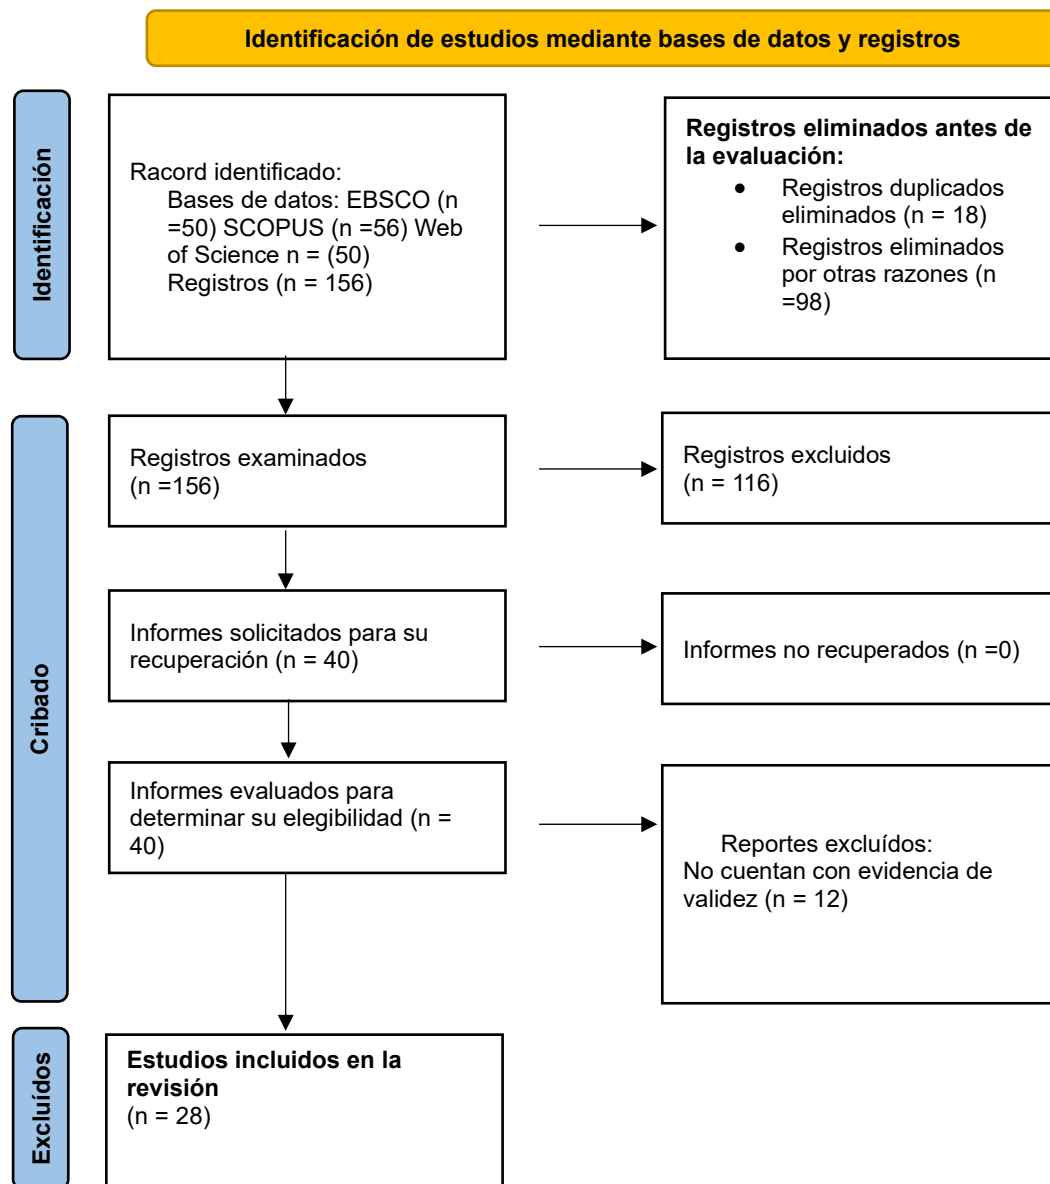 Identificación de estudios mediante bases de datos y registros
Identificación
Racord identificado:
Bases de datos: EBSCO (n
=50) SCOPUS (n =56) Web
of Science n = (50)
Registros (n = 156)
Registros eliminados antes de
la evaluación:
• Registros duplicados
eliminados (n = 18)
• Registros eliminados
por otras razones (n
=98)
Cribado
Registros examinados
(n =156)
Registros excluidos
(n = 116)
Informes solicitados para su
recuperación (n = 40)
Informes no recuperados (n =0)
Informes evaluados para
determinar su elegibilidad (n =
40)
Reportes excluídos:
No cuentan con evidencia de
validez (n = 12)
Excluídos
Estudios incluidos en la
revisión
(n = 28)